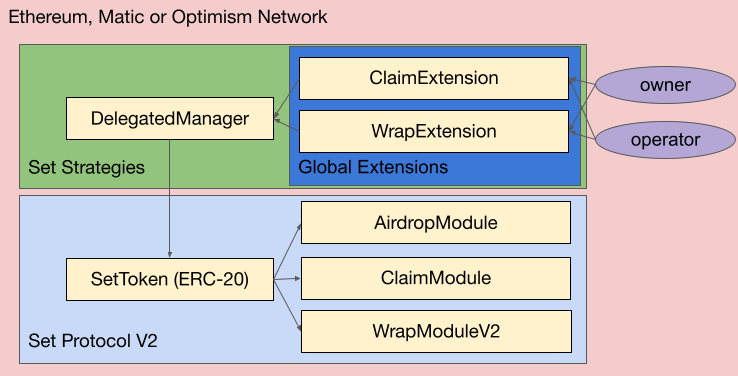 Ethereum, Matic or Optimism Network
ClaimExtension
owner
DelegatedManager
WrapExtension
operator
Set Strategies
Global Extensions
AirdropModule
SetToken (ERC-20)
ClaimModule
WrapModuleV2
Set Protocol V2